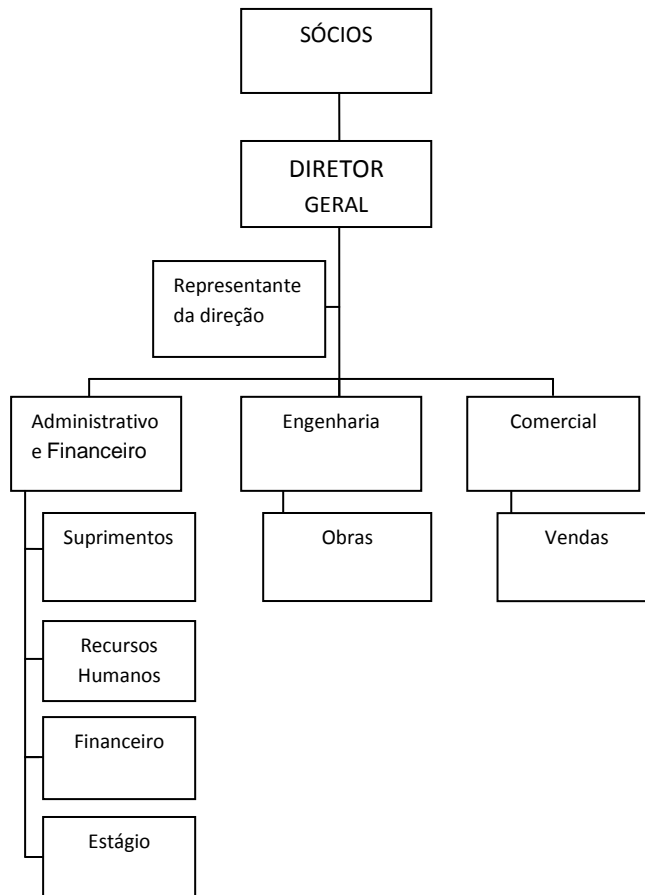 SÓCIOS
DIRETOR
GERAL
Representante
da direção
Administrativo
e Financeiro
Engenharia
Comercial
Suprimentos
Obras
Vendas
Recursos
Humanos
Financeiro
Estágio